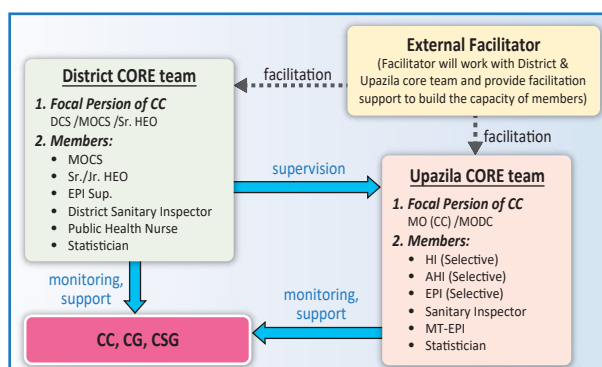 External Facilitator
(Facilitator will work with District &
Upazila core team and provide facilitation
support to build the capacity of members)
facilitation
facilitation
District CORE team
1. Focal Persion of CC
DCS /MOCS /Sr. HEO
2. Members:
• MOCS
• Sr./Jr. HEO
• EPI Sup.
• District Sanitary Inspector
• Public Health Nurse
• Statistician
supervision
Upazila CORE team
1. Focal Persion of CC
MO (CC) /MODC
2. Members:
• HI (Selective)
• AHI (Selective)
• EPI (Selective)
• Sanitary Inspector
• MT-EPI
• Statistician
monitoring,
support
monitoring,
support
CC, CG, CSG